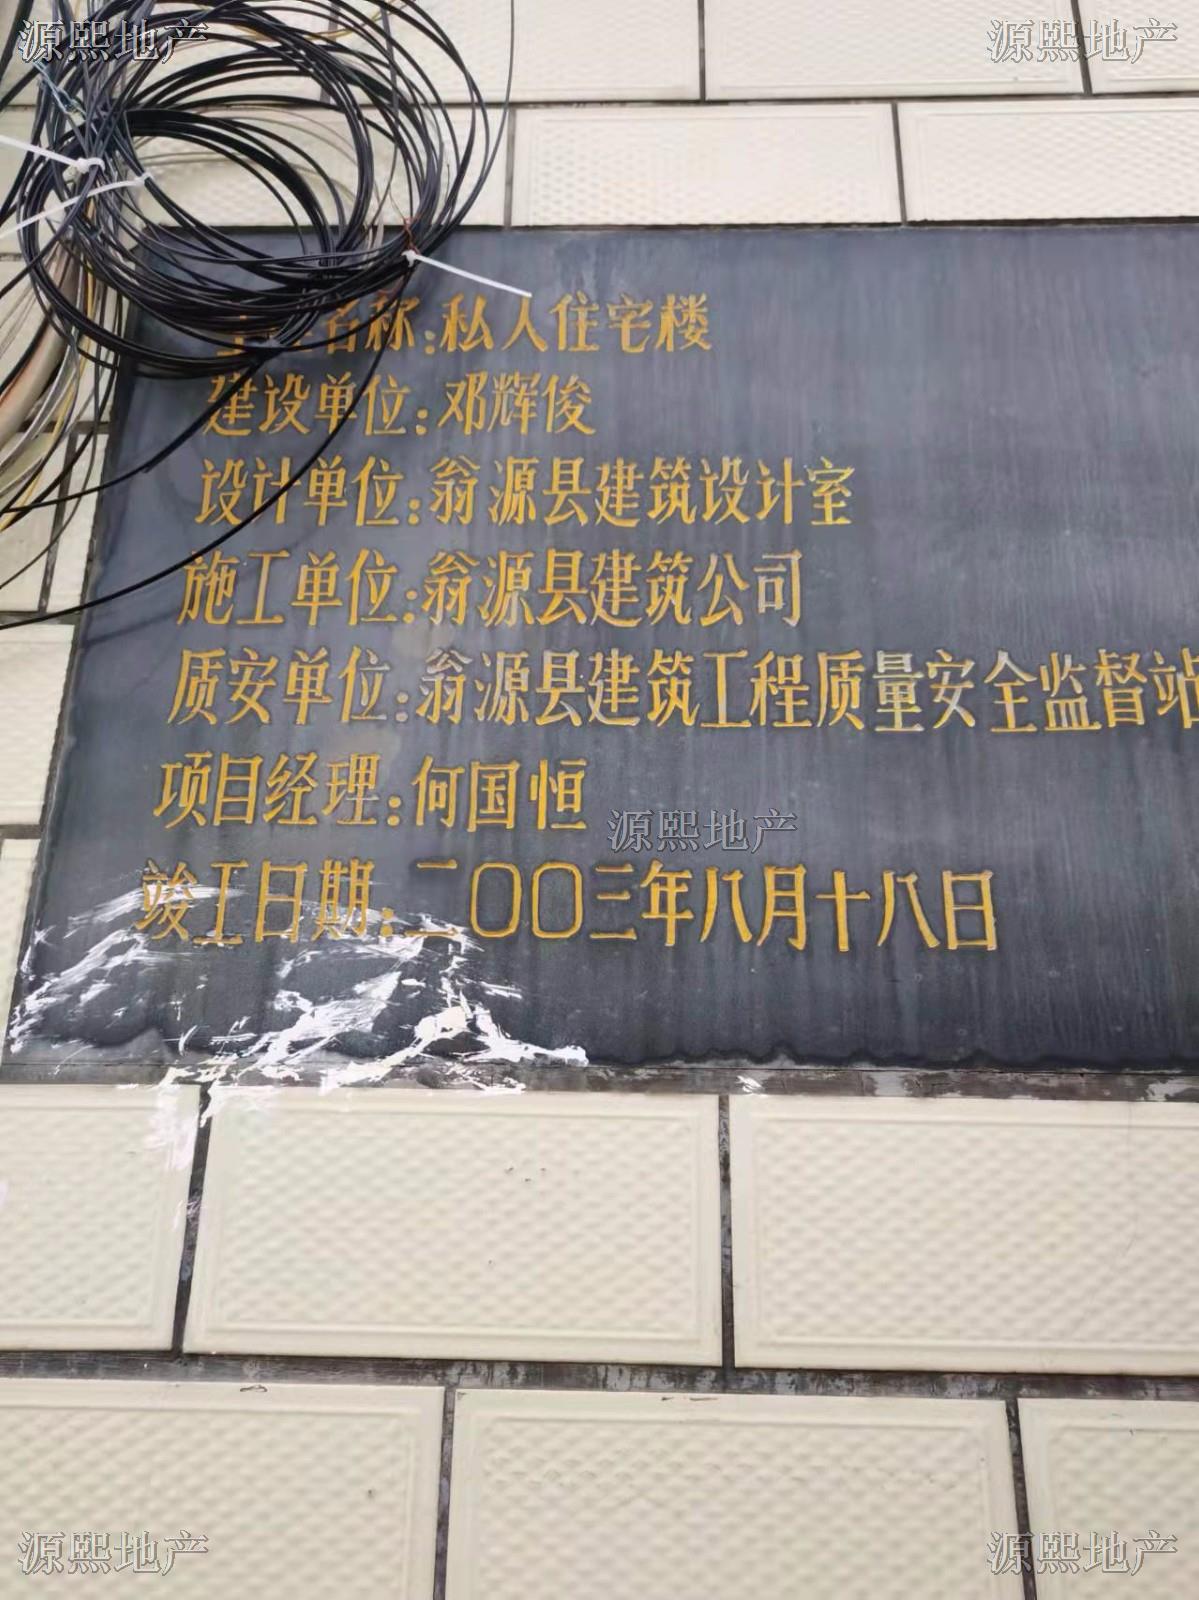 源熙地产 源熙地产
名称:私人住宅楼
建设单位:邓辉俊
设计单位:翁源县建筑设计室
施工单位:翁源县建筑公司
质安单位:翁源县建筑工程质量安全监督站
项目经理:何国恒
源熙地产
竣工日期:二〇〇三年八月十八日
源熙地产 源熙地产